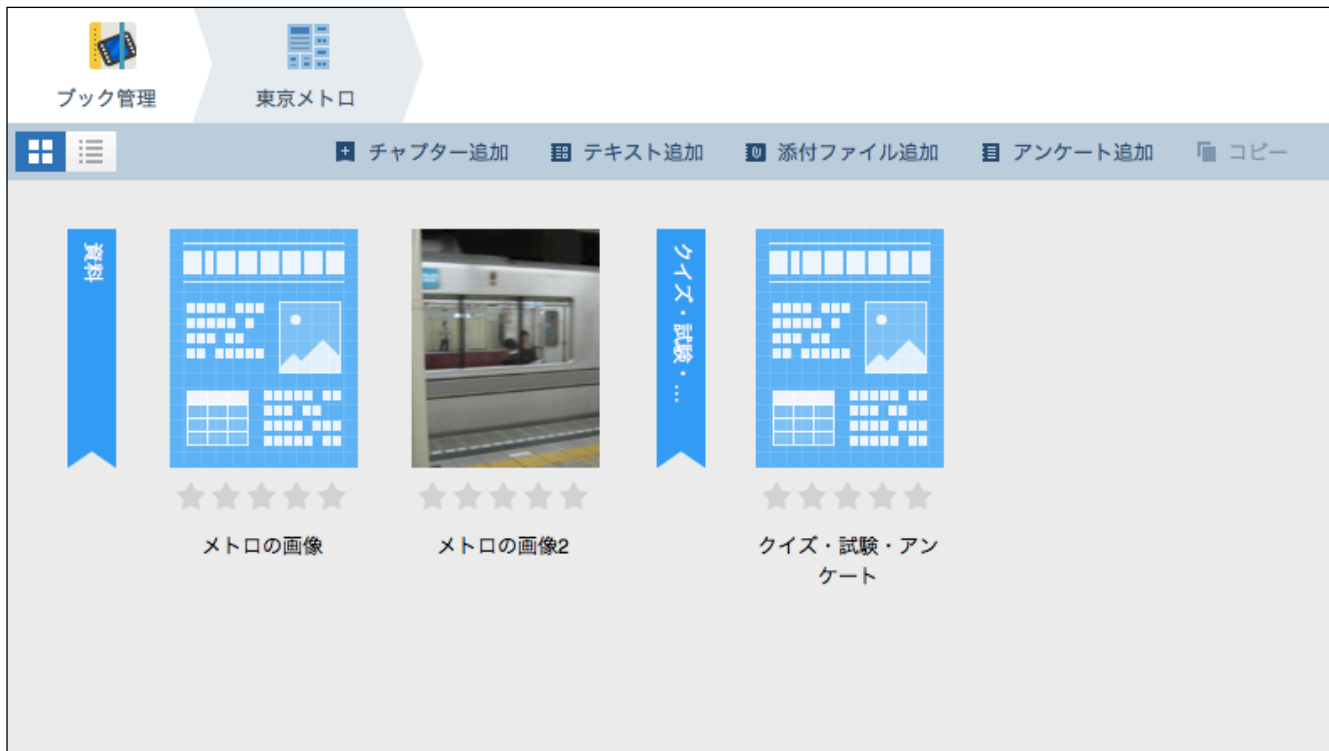 ブック管理
東京メトロ
チャプター追加
テキスト追加
添付ファイル追加
アンケート追加
コピー
資料
クイズ・試験・…
メトロの画像
メトロの画像2
クイズ・試験・アン
ケート